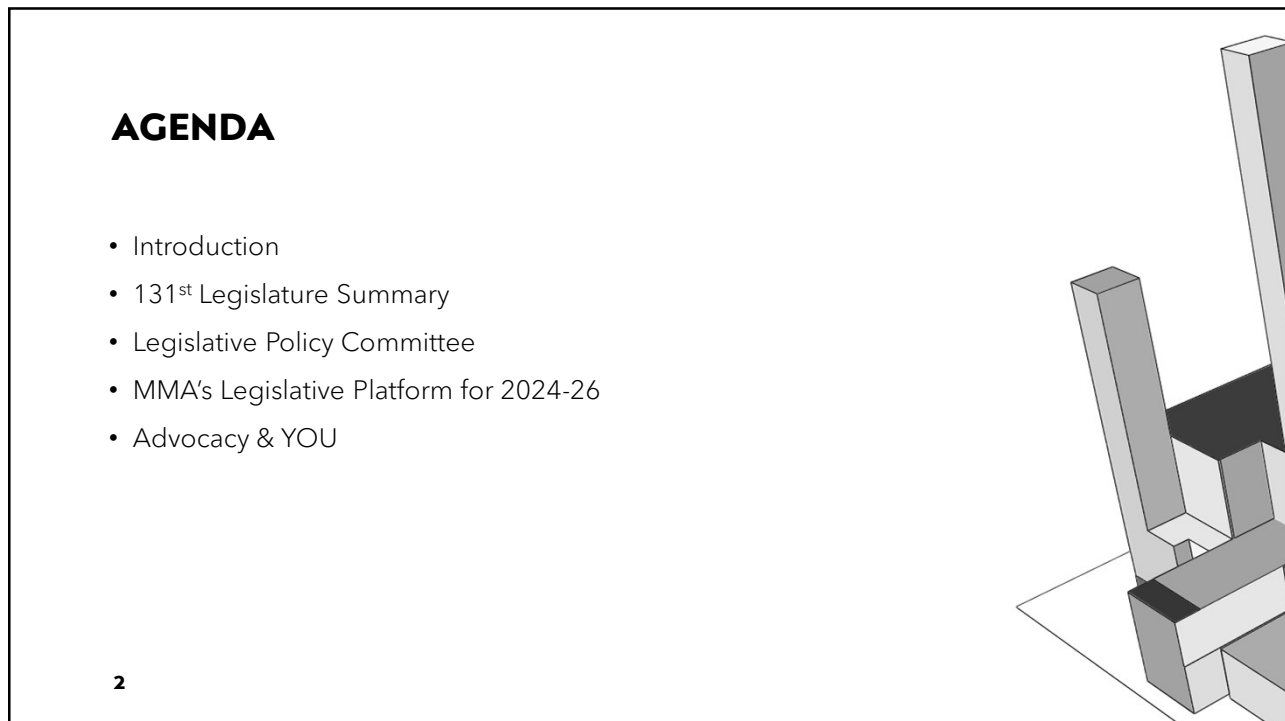 AGENDA
• Introduction
• 131st Legislature Summary
• Legislative Policy Committee
• MMA’s Legislative Platform for 2024-26
• Advocacy & YOU
2